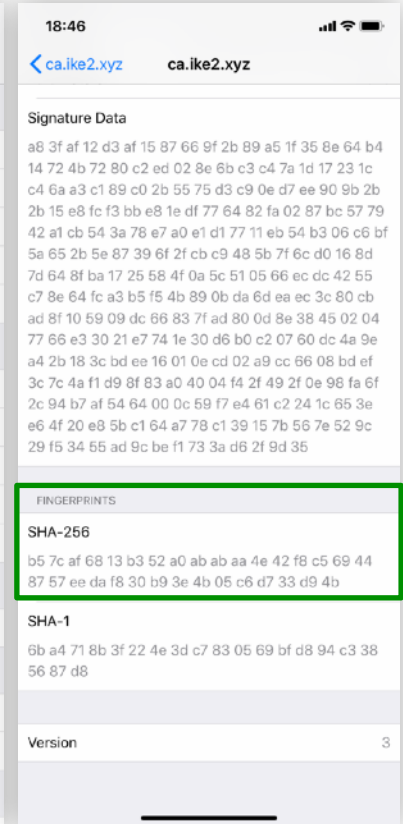 18:46
ca.ike2.xyz ca.ike2.xyz
Signature Data
a8 3f af 12 d3 af 15 87 66 9f 2b 89 a5 1f 35 8e 64 b4
14 72 4b 72 80 c2 ed 02 8e 6b c3 c4 7a 1d 17 23 1c
c4 6a a3 c1 89 c0 2b 55 75 d3 c9 0e d7 ee 90 9b 2b
2b 15 e8 fc f3 bb e8 1e df 77 64 82 fa 02 87 bc 57 79
42 a1 cb 54 3a 78 e7 a0 e1 d1 77 11 eb 54 b3 06 c6 bf
5a 65 2b 5e 87 39 6f 2f cb c9 48 5b 7f 6c d0 16 8d
7d 64 8f ba 17 25 58 4f 0a 5c 51 05 66 ec dc 42 55
c7 8e 64 fc a3 b5 f5 4b 89 0b da 6d ea ec 3c 80 cb
ad 8f 10 59 09 dc 66 83 7f ad 80 0d 8e 38 45 02 04
77 66 e3 30 21 e7 74 1e 30 d6 b0 c2 07 60 dc 4a 9e
a4 2b 18 3c bd ee 16 01 0e cd 02 a9 cc 66 08 bd ef
3c 7c 4a f1 d9 8f 83 a0 40 04 f4 2f 49 2f 0e 98 fa 6f
2c 94 b7 af 54 64 00 0c 59 f7 e4 61 c2 24 1c 65 3e
e6 4f 20 e8 5b c1 64 a7 78 c1 39 15 7b 56 7e 52 9c
29 f5 34 55 ad 9c be f1 73 3a d6 2f 9d 35
FINGERPRINTS
SHA-256
b5 7c af 68 13 b3 52 a0 ab ab aa 4e 42 f8 c5 69 44
87 57 ee da f8 30 b9 3e 4b 05 c6 d7 33 d9 4b
SHA-1
6b a4 71 8b 3f 22 4e 3d c7 83 05 69 bf d8 94 c3 38
56 87 d8
Version 3